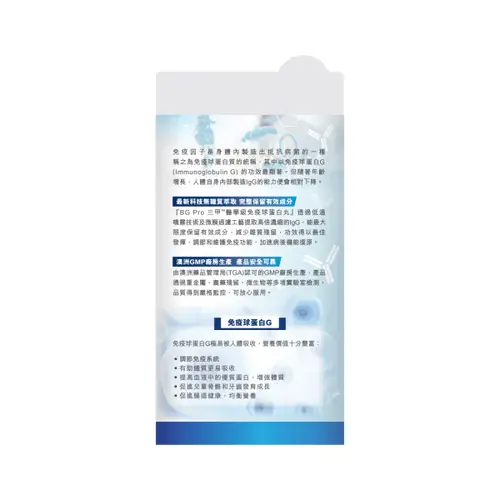 免疫因子是身體內製造出抵抗病菌的一種
稱之為免疫球蛋白質的統稱，其中以免疫球蛋白G
(Immunoglobulin G) 的功效最顯著。但隨著年齡
增長，人體自身內部製造IgG的能力便會相對下降。
最新科技無糖質萃取 完整保留有效成分
『BG Pro 三甲™醫學級免疫球蛋白丸』透過低溫
噴霧技術及微膜過濾工藝提取高倍濃縮的IgG，能最大
限度保留有效成分，減少雜質殘留，功效得以最佳
發揮，調節和維護免疫功能，加速病後機能復原。
澳洲GMP廠房生產 產品安全可靠
由澳洲藥品管理局(TGA)認可的GMP廠房生產，產品
透過重金屬、農藥殘留、微生物等多項實驗室檢測，
品質得到嚴格監控，可放心服用。
免疫球蛋白G
免疫球蛋白G極易被人體吸收，營養價值十分豐富：
• 調節免疫系統
• 有助鐵質更易吸收
• 提高血液中的優質蛋白，增強體質
• 促進兒童骨骼和牙齒發育成長
• 促進腸道健康，均衡營養